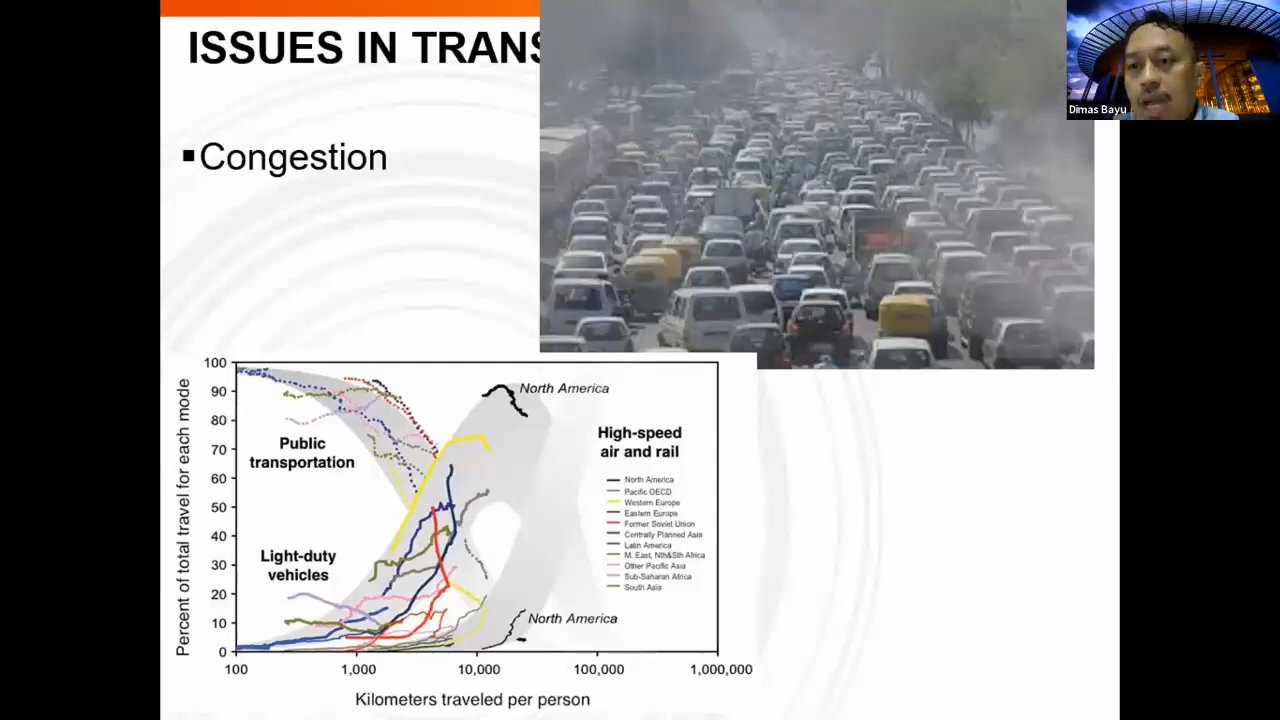 ISSUES IN TRANS
Dimas Bayu
▪Congestion
100
90
80
70
60
50
40
30
20
10
0
Percent of total travel for each mode
North America
Public
transportation
High-speed
air and rail
North America
Pacific OECD
Western Europe
Eastern Europe
Former Soviet Union
Centrally Planned Asia
Latin America
M. East, Nth&Sth Africa
Other Pacific Asia
Sub-Saharan Africa
South Asia
Light-duty
vehicles
North America
100 1,000 10,000 100,000 1,000,000
Kilometers traveled per person